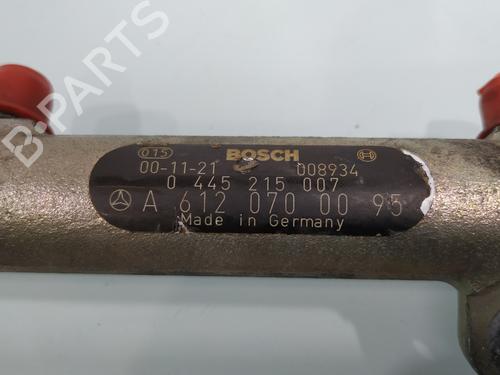 015 BOSCH
00-11-21 008934
0 445 215 007
A 612 070 00 95
Made in Germany
B-PARTS